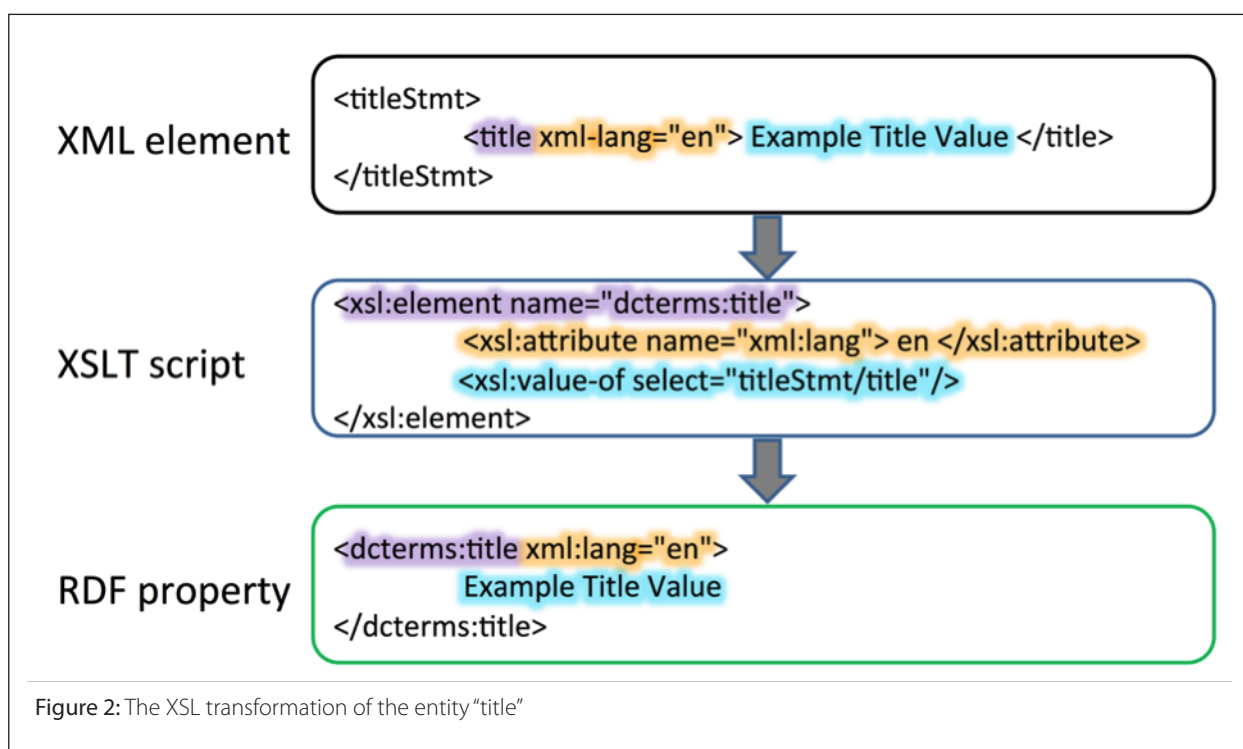 XML element
<titleStmt>
<title xml-lang="en"> Example Title Value </title>
</titleStmt>
XSLT script
<xsl:element name="dcterms:title">
<xsl:attribute name="xml:lang"> en </xsl:attribute>
<xsl:value-of select="titleStmt/title"/>
</xsl:element>
RDF property
<dcterms:title xml:lang="en">
Example Title Value
</dcterms:title>
Figure 2: The XSL transformation of the entity “title”